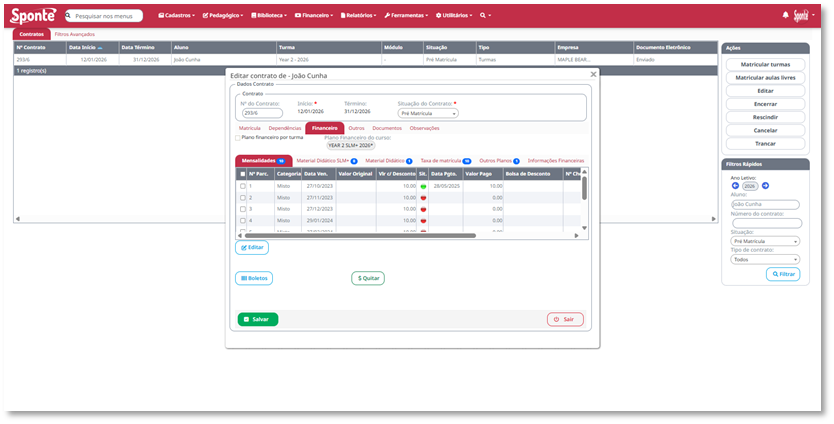 Sponte
Pesquisar nos menus
Cadastros
Pedagógico
Biblioteca
Financeiro
Relatórios
Ferramentas
Utilitários
Sponte
Contratos
Filtros Avançados
Nº Contrato Data Início Data Término Aluno Turma Módulo Situação Tipo Empresa Documento Eletrônico
293/6 12/01/2026 31/12/2026 João Cunha Year 2 - 2026 - Pré Matrícula Turmas MAPLE BEAR... Enviado
1 registro(s)
Ações
Matricular turmas
Matricular aulas livres
Editar
Encerrar
Rescindir
Cancelar
Trancar
Filtros Rápidos
Ano Letivo:
2026
Aluno:
João Cunha
Número do contrato:
Situação:
Pré Matrícula
Tipo de contrato:
Todos
Filtrar
Editar contrato de - João Cunha
Dados Contrato
Contrato
Nº do Contrato: Início: * Término: Situação do Contrato: *
293/6 12/01/2026 31/12/2026 Pré Matrícula
Matrícula Dependências Financeiro Outros Documentos Observações
Plano financeiro por turma
Plano Financeiro do curso:
YEAR 2 SLM+ 2026*
Mensalidades Material Didático SLM+ Material Didático Taxa de matrícula Outros Planos Informações Financeiras
Nº Parc. Categoria Data Ven. Valor Original Vlr c/ Desconto Sit. Data Pgto. Valor Pago Bolsa de Desconto Nº Che
1 Misto 27/10/2023 10.00 28/05/2025 10.00
2 Misto 27/11/2023 10.00 0.00
3 Misto 27/12/2023 10.00 0.00
4 Misto 29/01/2024 10.00 0.00
Editar
Boletos
Quitar
Salvar
Sair